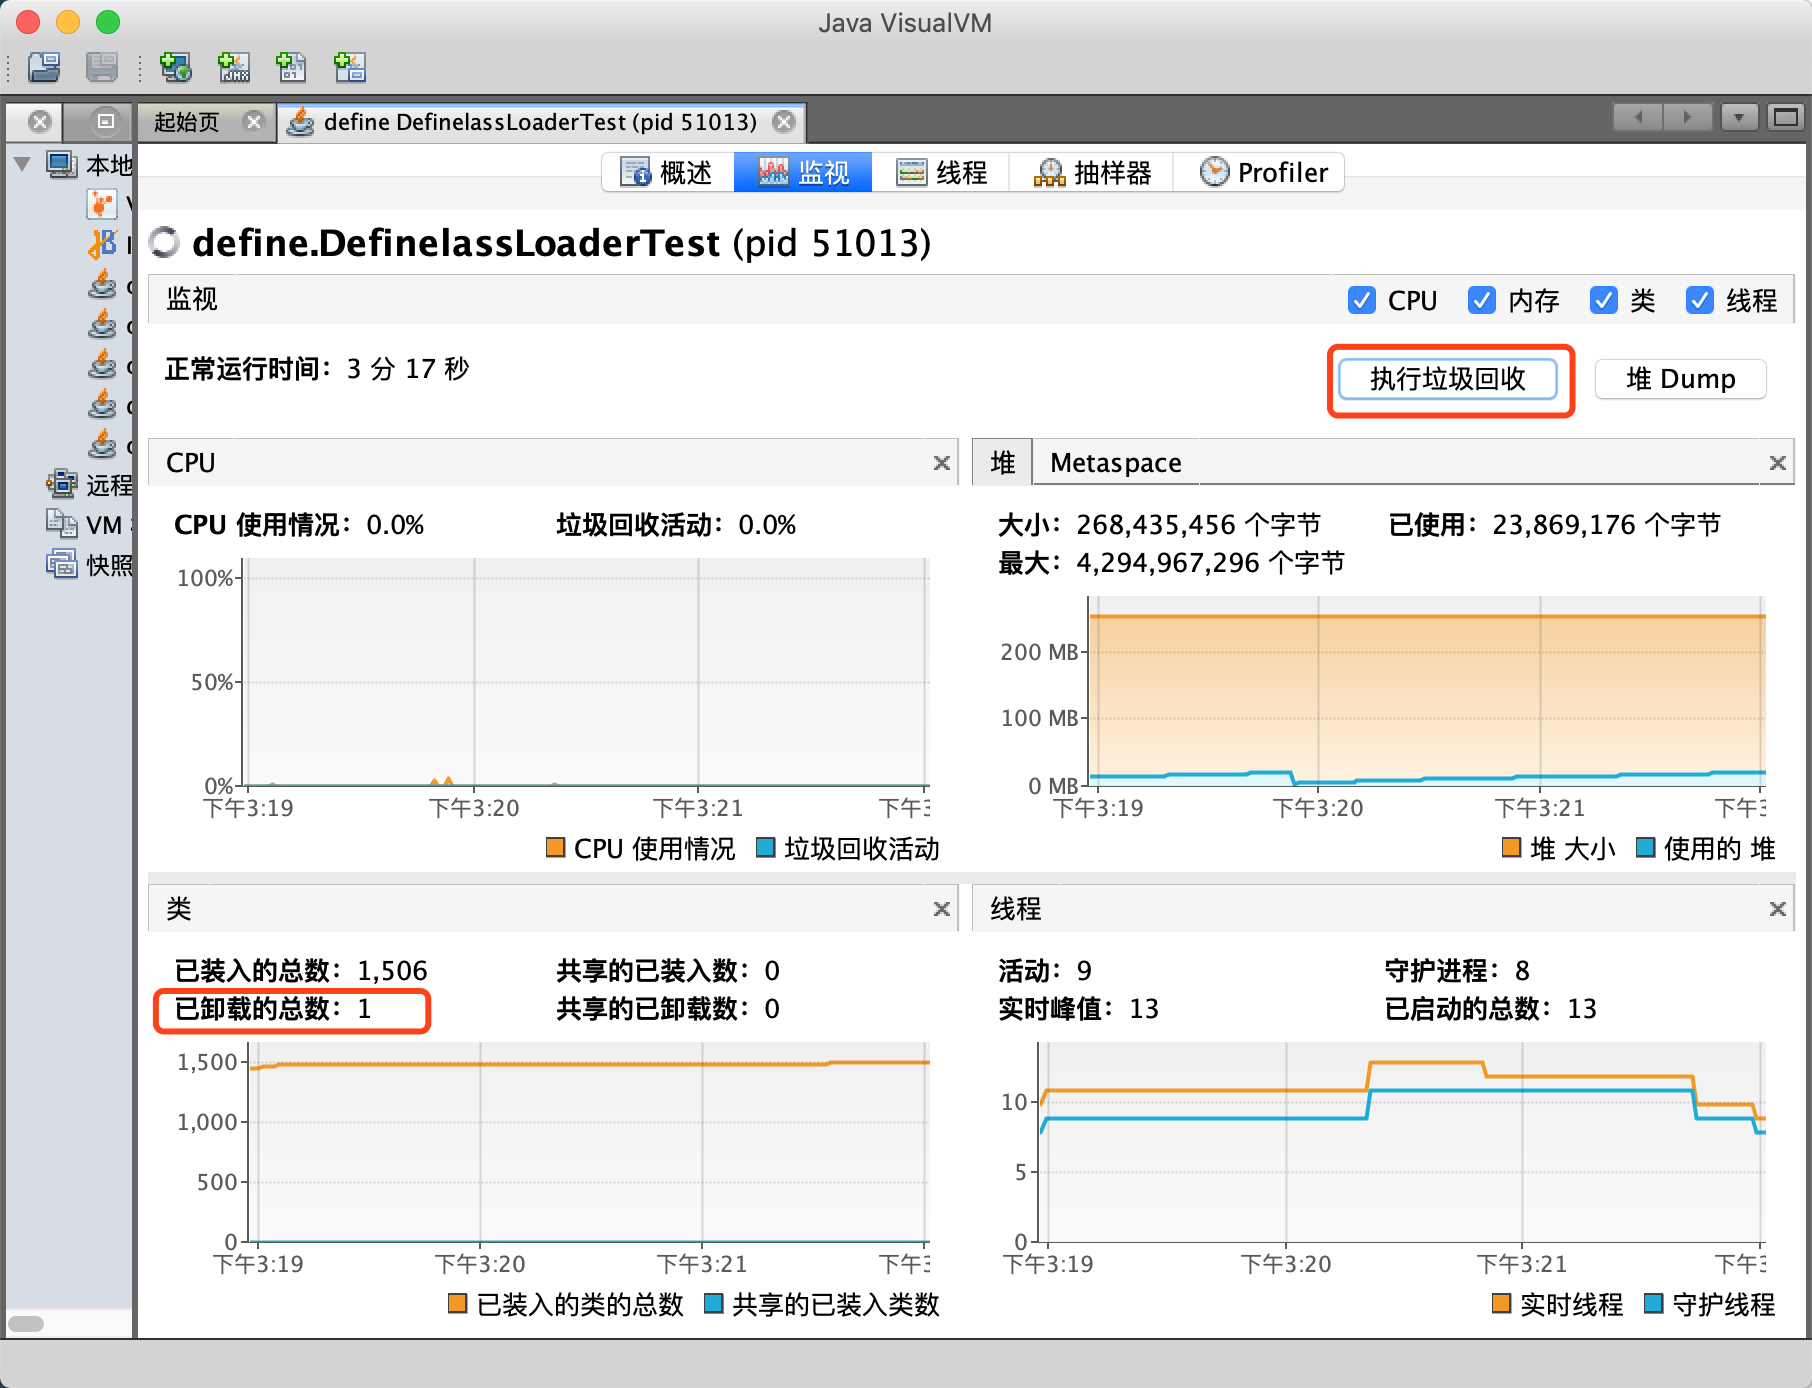 Java VisualVM
起始页
define DefinelassLoaderTest (pid 51013)
本地
远程
VM
快照
概述
监视
线程
抽样器
Profiler
define.DefinelassLoaderTest (pid 51013)
监视
CPU
内存
类
线程
正常运行时间：3 分 17 秒
执行垃圾回收
堆 Dump
CPU
CPU 使用情况：0.0%
垃圾回收活动：0.0%
100%
50%
0%
下午3:19
下午3:20
下午3:21
下午3
CPU 使用情况
垃圾回收活动
堆
Metaspace
大小：268,435,456 个字节
已使用：23,869,176 个字节
最大：4,294,967,296 个字节
200 MB
100 MB
0 MB
下午3:19
下午3:20
下午3:21
下午3
堆 大小
使用的 堆
类
已装入的总数：1,506
共享的已装入数：0
已卸载的总数：1
共享的已卸载数：0
1,500
1,000
500
0
下午3:19
下午3:20
下午3:21
下午3
已装入的类的总数
共享的已装入类数
线程
活动：9
守护进程：8
实时峰值：13
已启动的总数：13
10
5
0
下午3:19
下午3:20
下午3:21
下午3
实时线程
守护线程